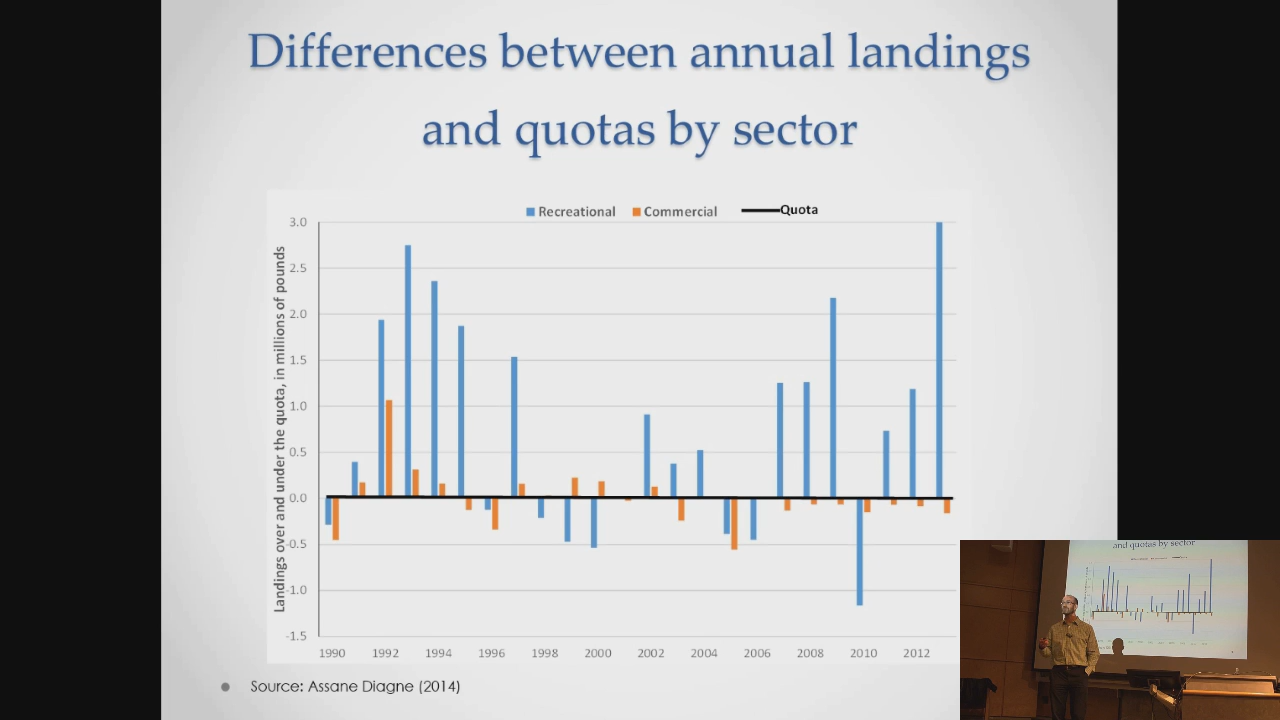 Differences between annual landings
and quotas by sector
Recreational Commercial Quota
Landings over and under the quota, in millions of pounds
3.0
2.5
2.0
1.5
1.0
0.5
0.0
-0.5
-1.0
-1.5
1990 1992 1994 1996 1998 2000 2002 2004 2006 2008 2010 2012
Source: Assane Diagne (2014)
and quotas by sector